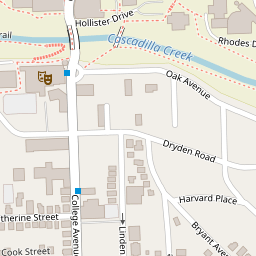 Hollister Drive
Cascadilla Creek
rail
Rhodes D
Oak Avenue
Dryden Road
Harvard Place
College Avenue
therine Street
Linden
Bryant Aven
Cook Street